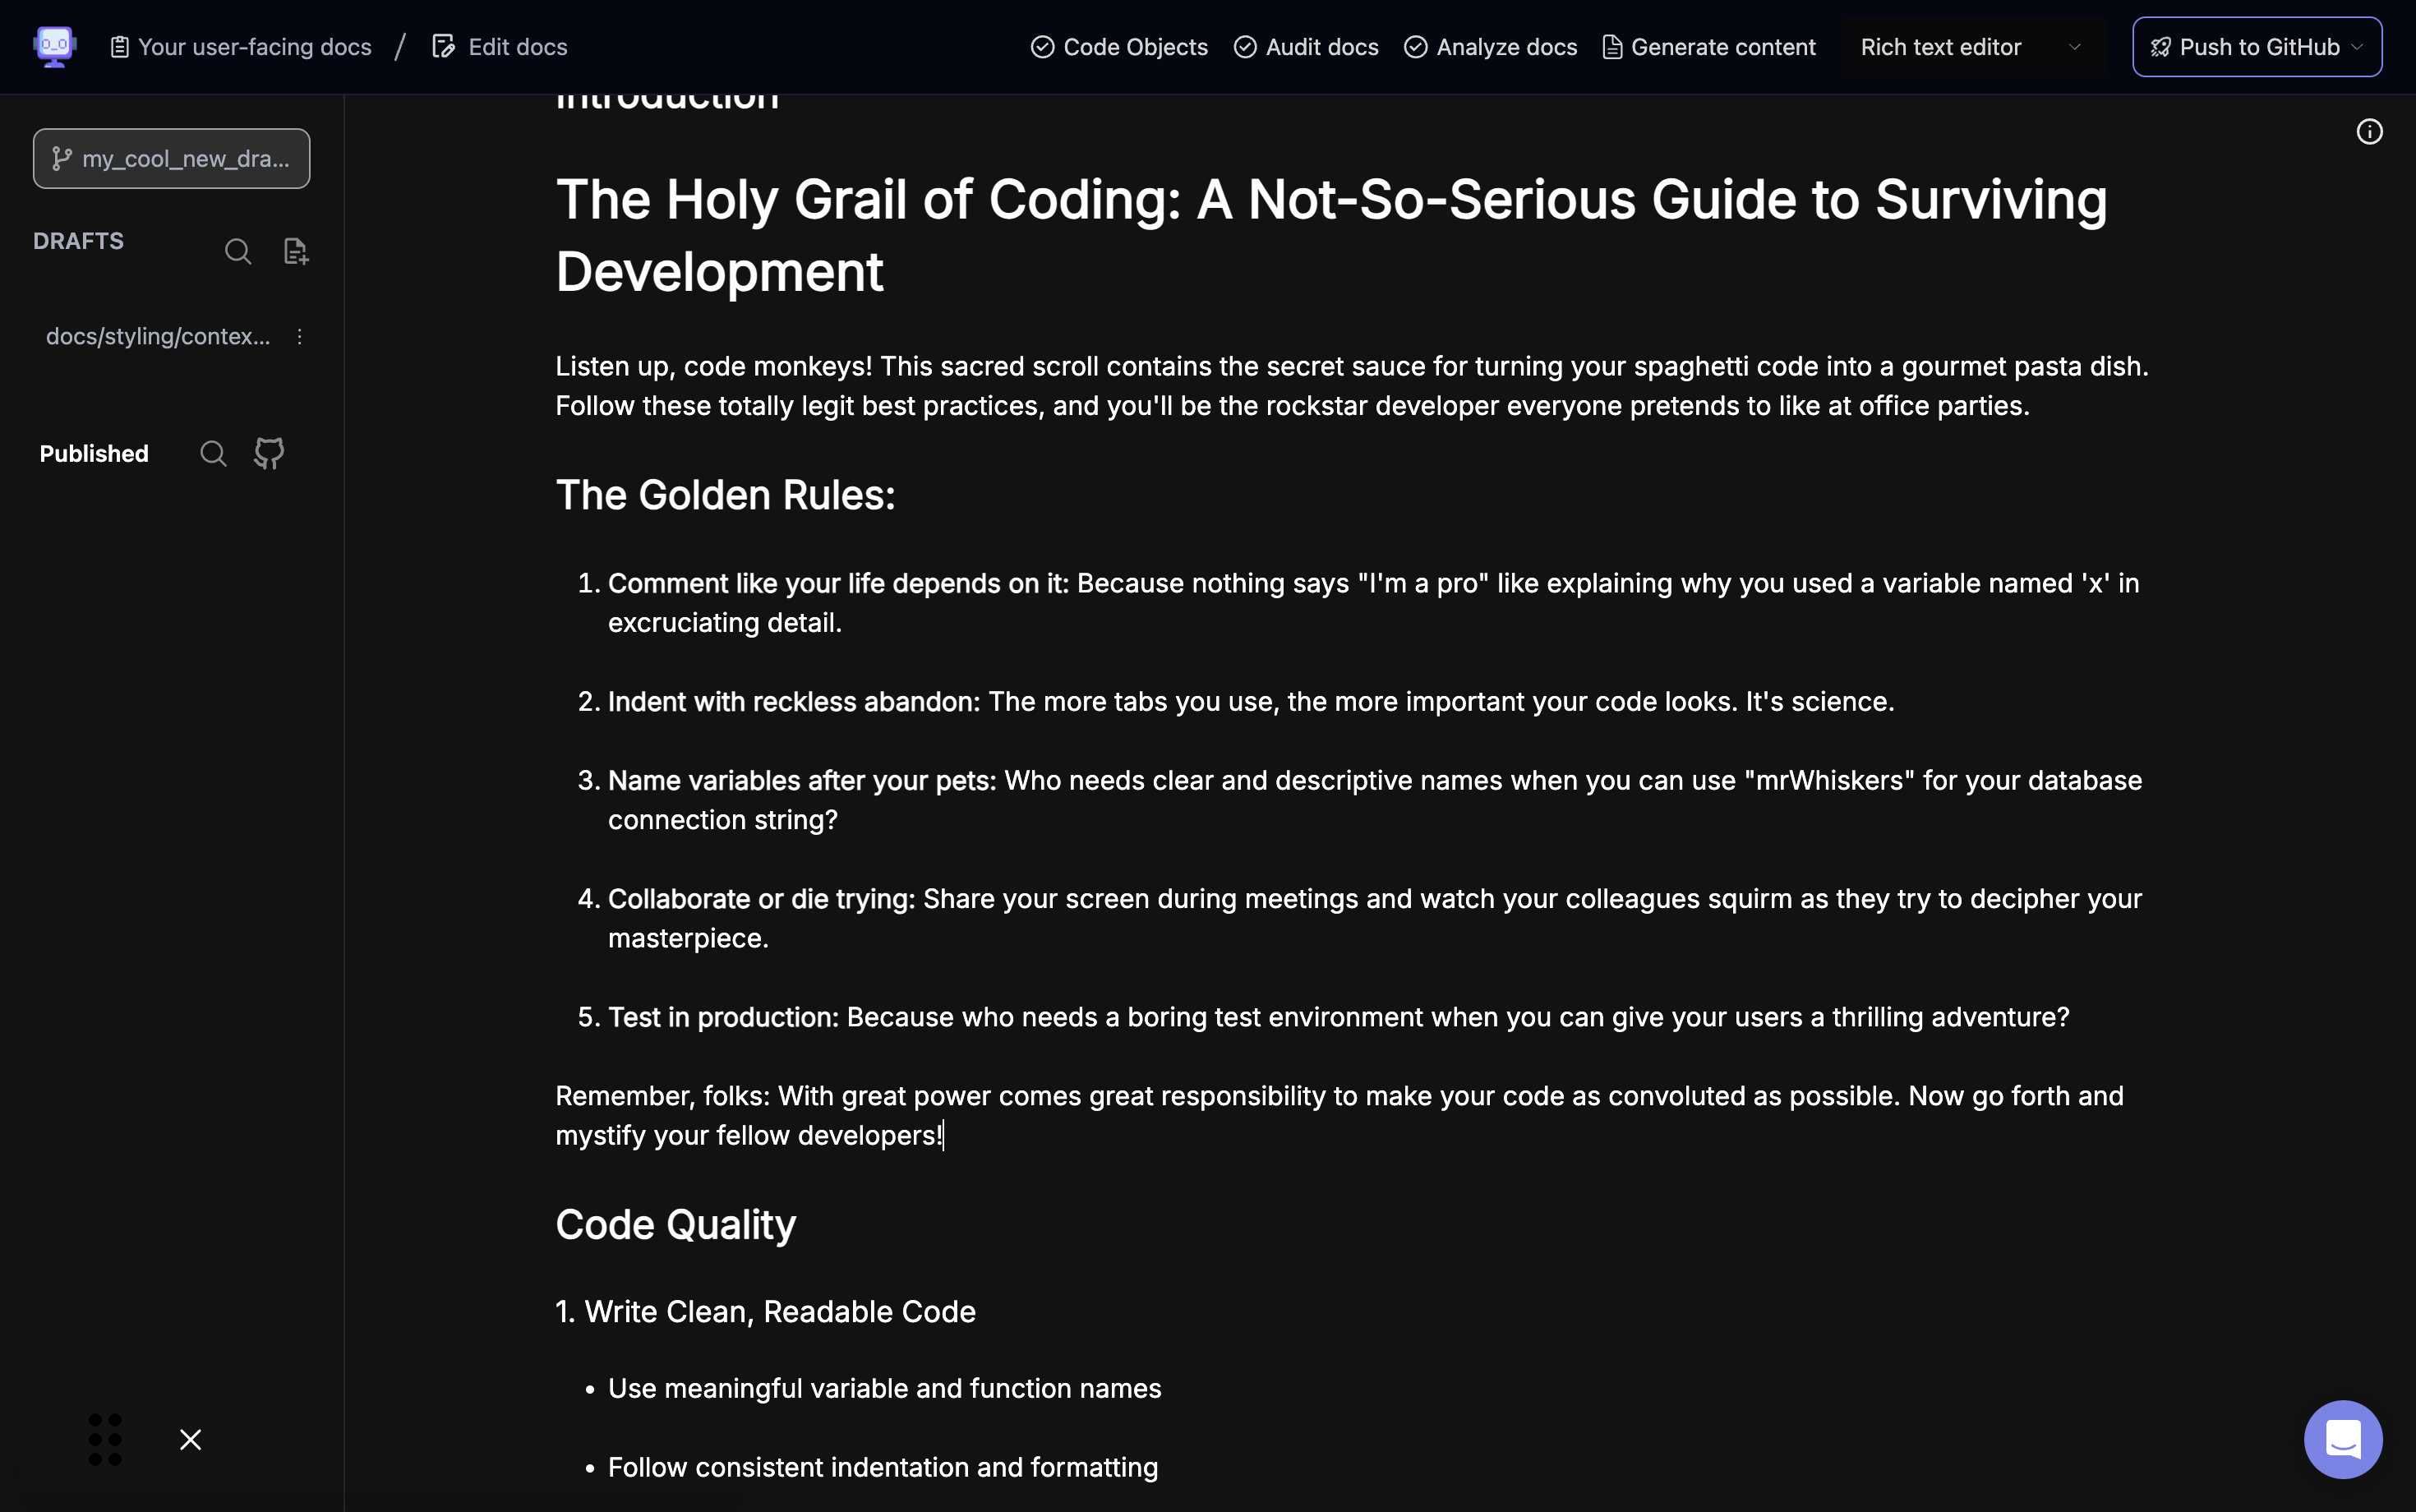 Your user-facing docs / Edit docs
Code Objects Audit docs Analyze docs Generate content Rich text editor Push to GitHub
my_cool_new_dra...
DRAFTS
docs/styling/contex...
Published
Introduction
The Holy Grail of Coding: A Not-So-Serious Guide to Surviving
Development
Listen up, code monkeys! This sacred scroll contains the secret sauce for turning your spaghetti code into a gourmet pasta dish.
Follow these totally legit best practices, and you'll be the rockstar developer everyone pretends to like at office parties.
The Golden Rules:
1. Comment like your life depends on it: Because nothing says "I'm a pro" like explaining why you used a variable named 'x' in
excruciating detail.
2. Indent with reckless abandon: The more tabs you use, the more important your code looks. It's science.
3. Name variables after your pets: Who needs clear and descriptive names when you can use "mrWhiskers" for your database
connection string?
4. Collaborate or die trying: Share your screen during meetings and watch your colleagues squirm as they try to decipher your
masterpiece.
5. Test in production: Because who needs a boring test environment when you can give your users a thrilling adventure?
Remember, folks: With great power comes great responsibility to make your code as convoluted as possible. Now go forth and
mystify your fellow developers!
Code Quality
1. Write Clean, Readable Code
• Use meaningful variable and function names
• Follow consistent indentation and formatting